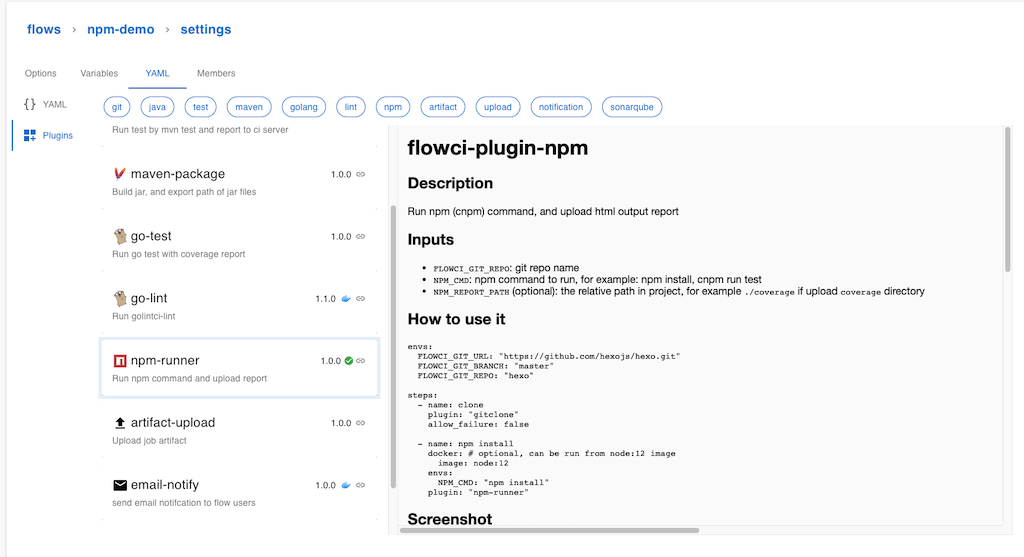 flows › npm-demo › settings
Options Variables YAML Members
{} YAML
Plugins
git java test maven golang lint npm artifact upload notification sonarqube
Run test by mvn test and report to ci server
maven-package 1.0.0
Build jar, and export path of jar files
go-test 1.0.0
Run go test with coverage report
go-lint 1.1.0
Run golintci-lint
npm-runner 1.0.0
Run npm command and upload report
artifact-upload 1.0.0
Upload job artifact
email-notify 1.0.0
send email notifcation to flow users
flowci-plugin-npm
Description
Run npm (cnpm) command, and upload html output report
Inputs
• FLOWCI_GIT_REPO: git repo name
• NPM_CMD: npm command to run, for example: npm install, cnpm run test
• NPM_REPORT_PATH (optional): the relative path in project, for example ./coverage if upload coverage directory
How to use it
envs:
  FLOWCI_GIT_URL: "https://github.com/hexojs/hexo.git"
  FLOWCI_GIT_BRANCH: "master"
  FLOWCI_GIT_REPO: "hexo"
steps:
  - name: clone
    plugin: "gitclone"
    allow_failure: false
  - name: npm install
    docker: # optional, can be run from node:12 image
      image: node:12
    envs:
      NPM_CMD: "npm install"
    plugin: "npm-runner"
Screenshot